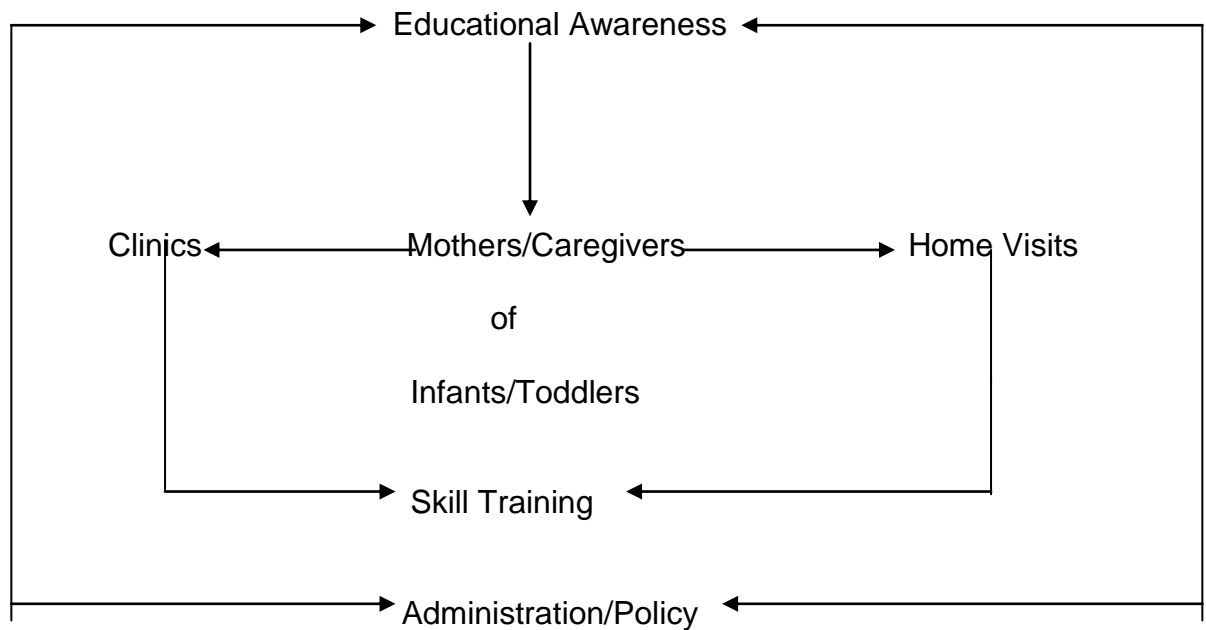 Educational Awareness
Clinics Mothers/Caregivers Home Visits
of
Infants/Toddlers
Skill Training
Administration/Policy